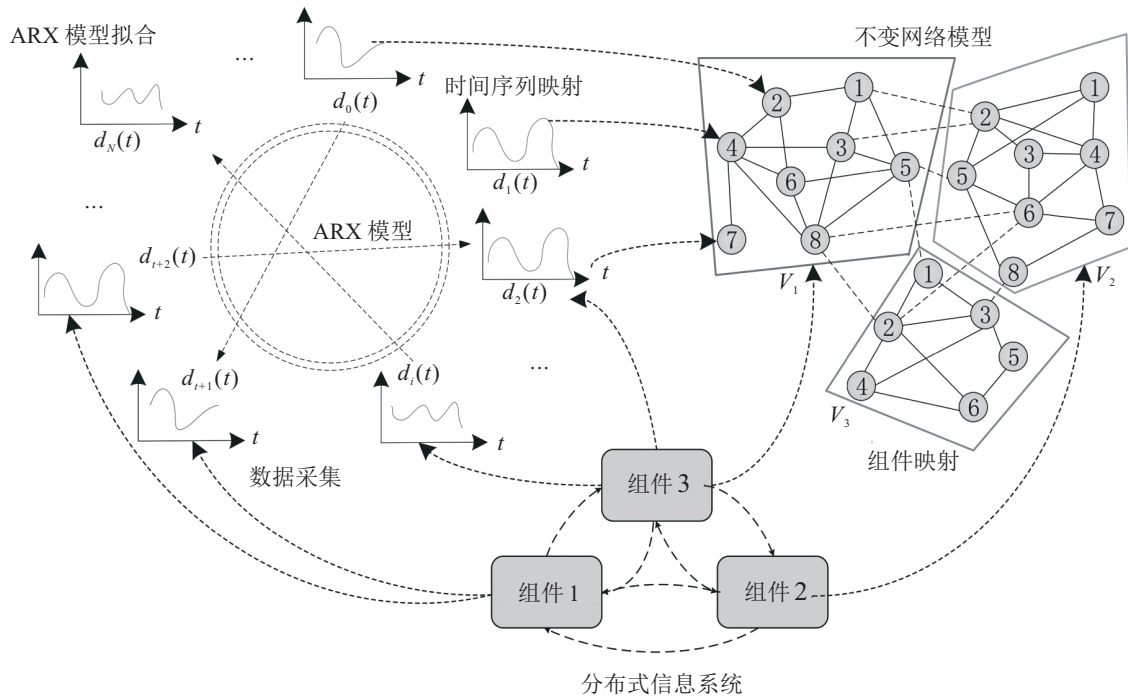 ARX 模型拟合
...
t
d_N(t)
t
d_0(t)
时间序列映射
t
d_1(t)
不变网络模型
1
2
3
4
5
6
7
8
V_1
1
2
3
4
5
6
7
8
V_2
...
ARX 模型
d_{t+2}(t)
t
t
d_2(t)
1
2
3
4
5
6
V_3
组件映射
d_{t+1}(t)
t
d_i(t)
t
...
数据采集
组件 3
组件 1
组件 2
分布式信息系统